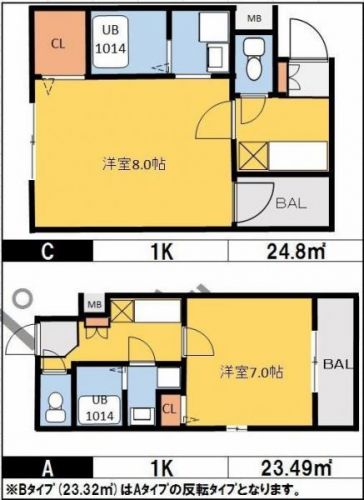 MB
UB
1014
CL
洋室8.0帖
BAL
C 1K 24.8㎡
MB
洋室7.0帖
BAL
UB
1014
CL
A 1K 23.49㎡
※Bタイプ(23.32㎡)はAタイプの反転タイプとなります。